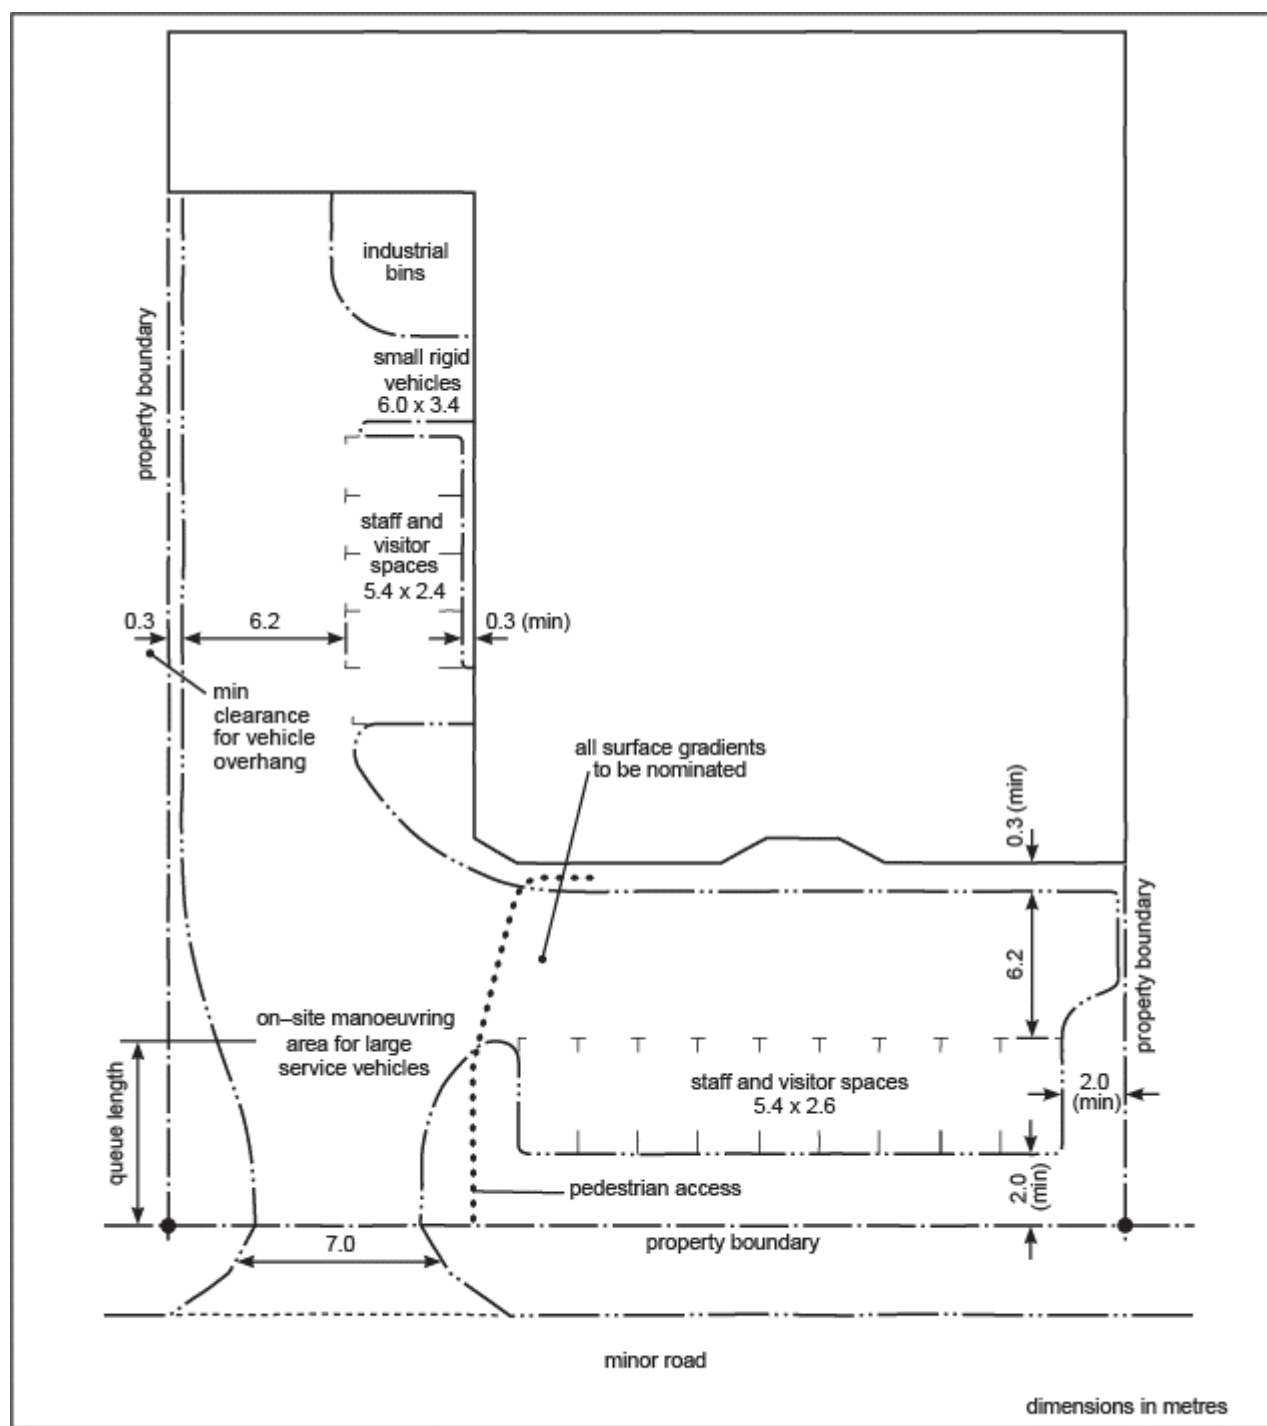 industrial
bins
property boundary
small rigid
vehicles
6.0 x 3.4
staff and
visitor
spaces
5.4 x 2.4
0.3
6.2
0.3 (min)
min
clearance
for vehicle
overhang
all surface gradients
to be nominated
0.3 (min)
property boundary
6.2
on–site manoeuvring
area for large
service vehicles
staff and visitor spaces
5.4 x 2.6
2.0
(min)
queue length
pedestrian access
2.0
(min)
7.0
property boundary
minor road
dimensions in metres